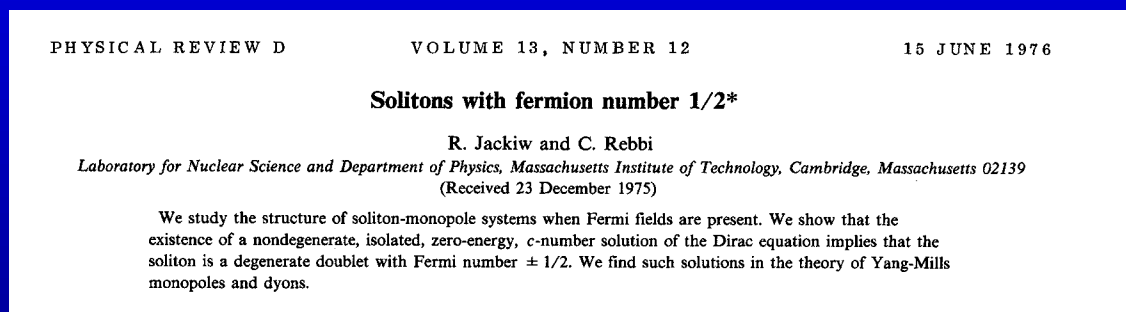 PHYSICAL REVIEW D VOLUME 13, NUMBER 12 15 JUNE 1976
Solitons with fermion number 1/2*
R. Jackiw and C. Rebbi
Laboratory for Nuclear Science and Department of Physics, Massachusetts Institute of Technology, Cambridge, Massachusetts 02139
(Received 23 December 1975)
We study the structure of soliton-monopole systems when Fermi fields are present. We show that the
existence of a nondegenerate, isolated, zero-energy, c-number solution of the Dirac equation implies that the
soliton is a degenerate doublet with Fermi number ± 1/2. We find such solutions in the theory of Yang-Mills
monopoles and dyons.